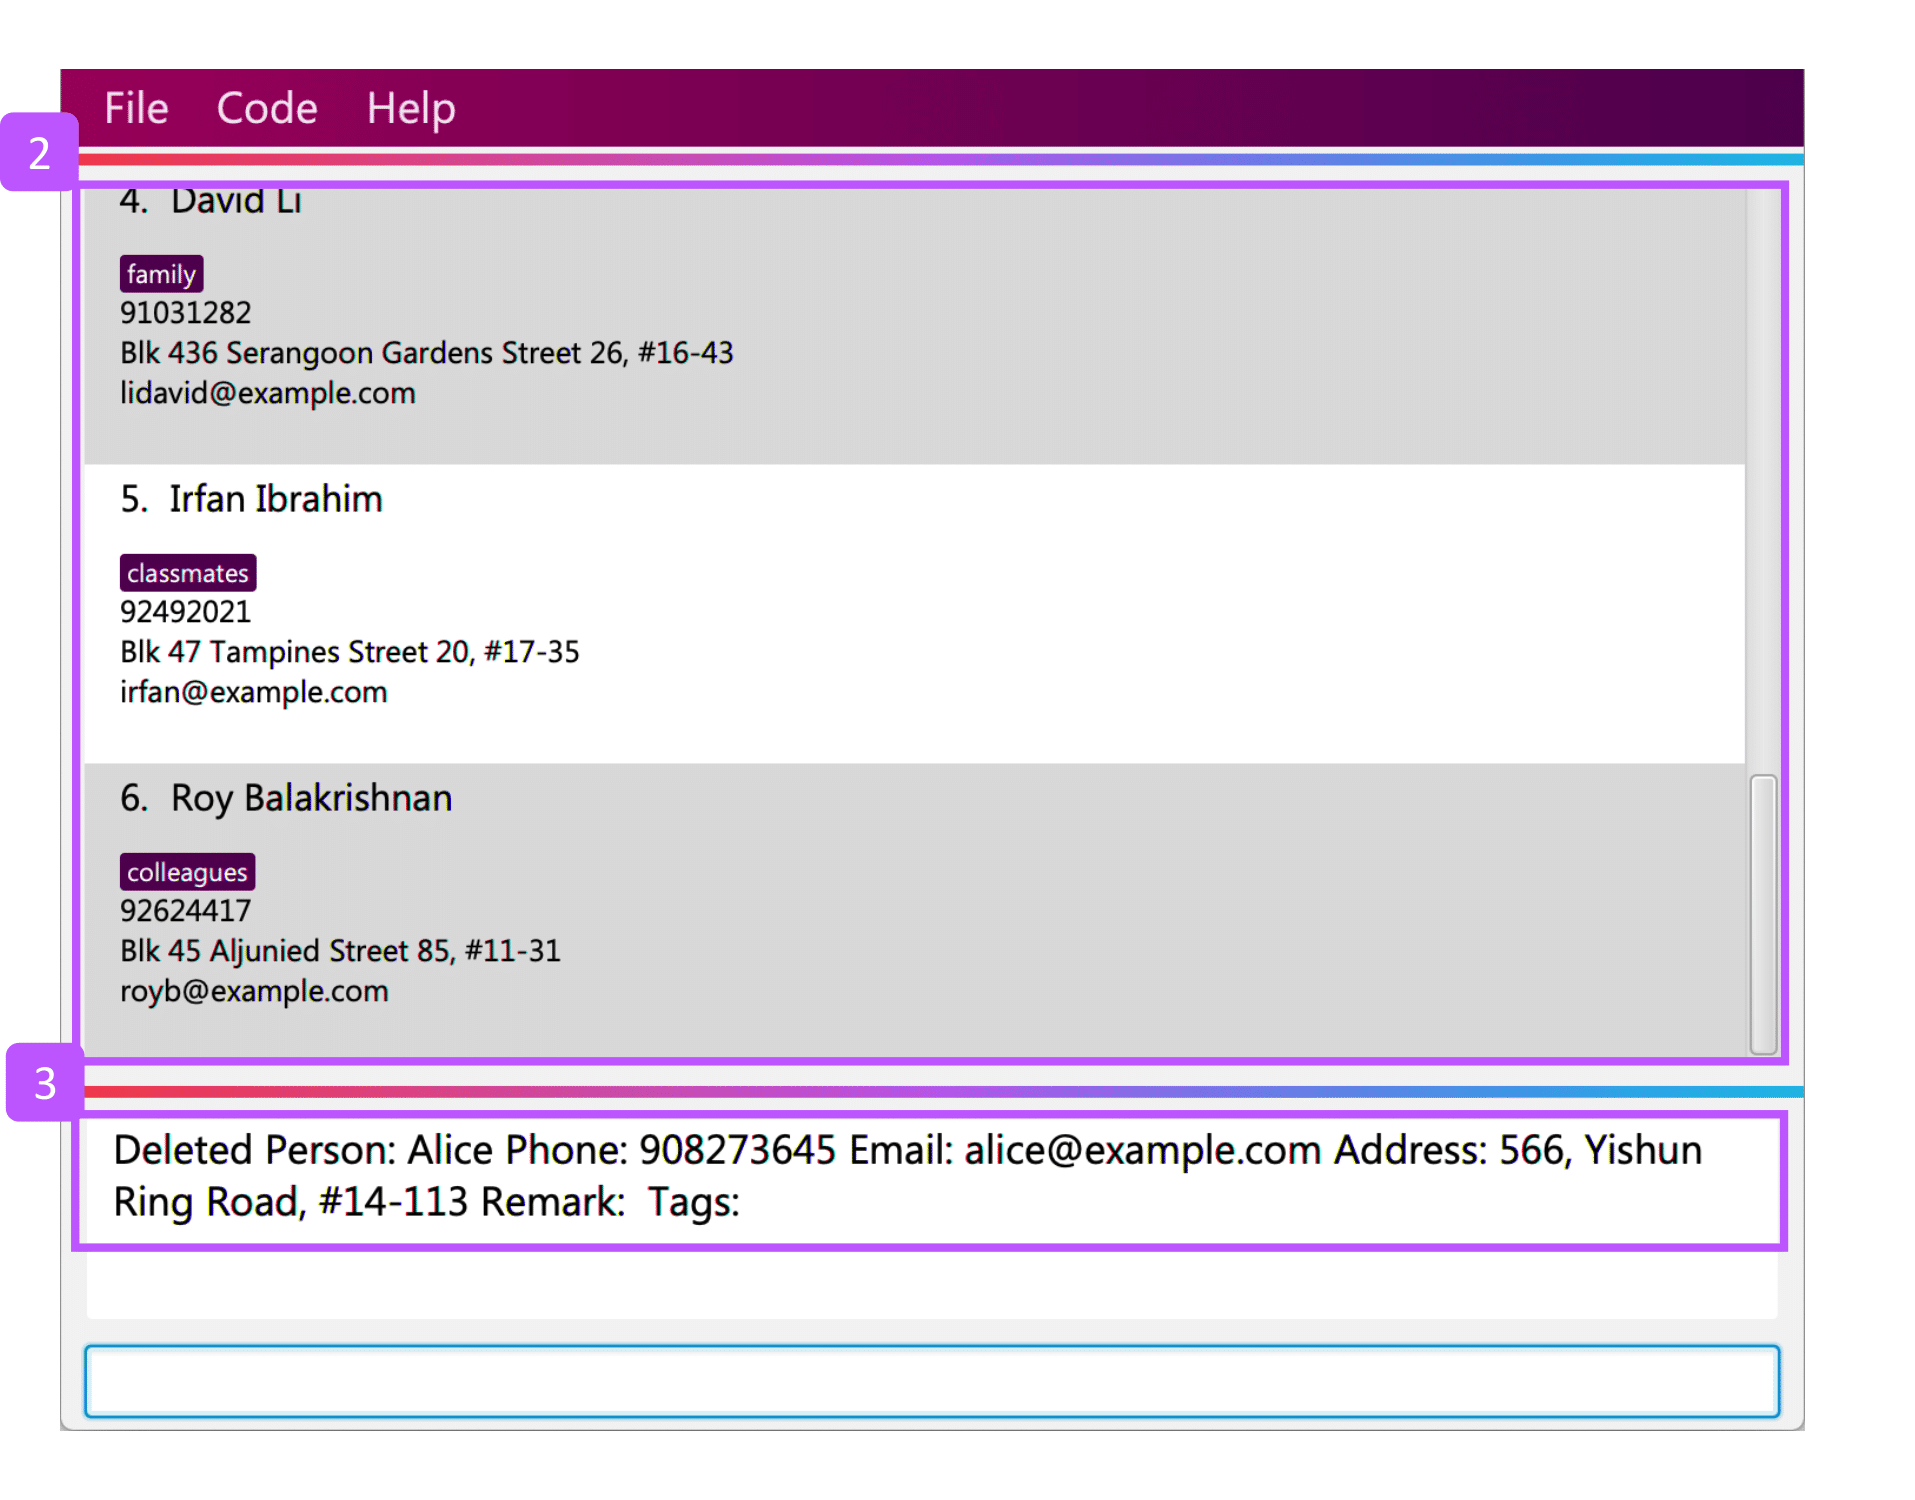 File Code Help
2
4. David Li
family
91031282
Blk 436 Serangoon Gardens Street 26, #16-43
lidavid@example.com
5. Irfan Ibrahim
classmates
92492021
Blk 47 Tampines Street 20, #17-35
irfan@example.com
6. Roy Balakrishnan
colleagues
92624417
Blk 45 Aljunied Street 85, #11-31
royb@example.com
3
Deleted Person: Alice Phone: 908273645 Email: alice@example.com Address: 566, Yishun
Ring Road, #14-113 Remark:  Tags: